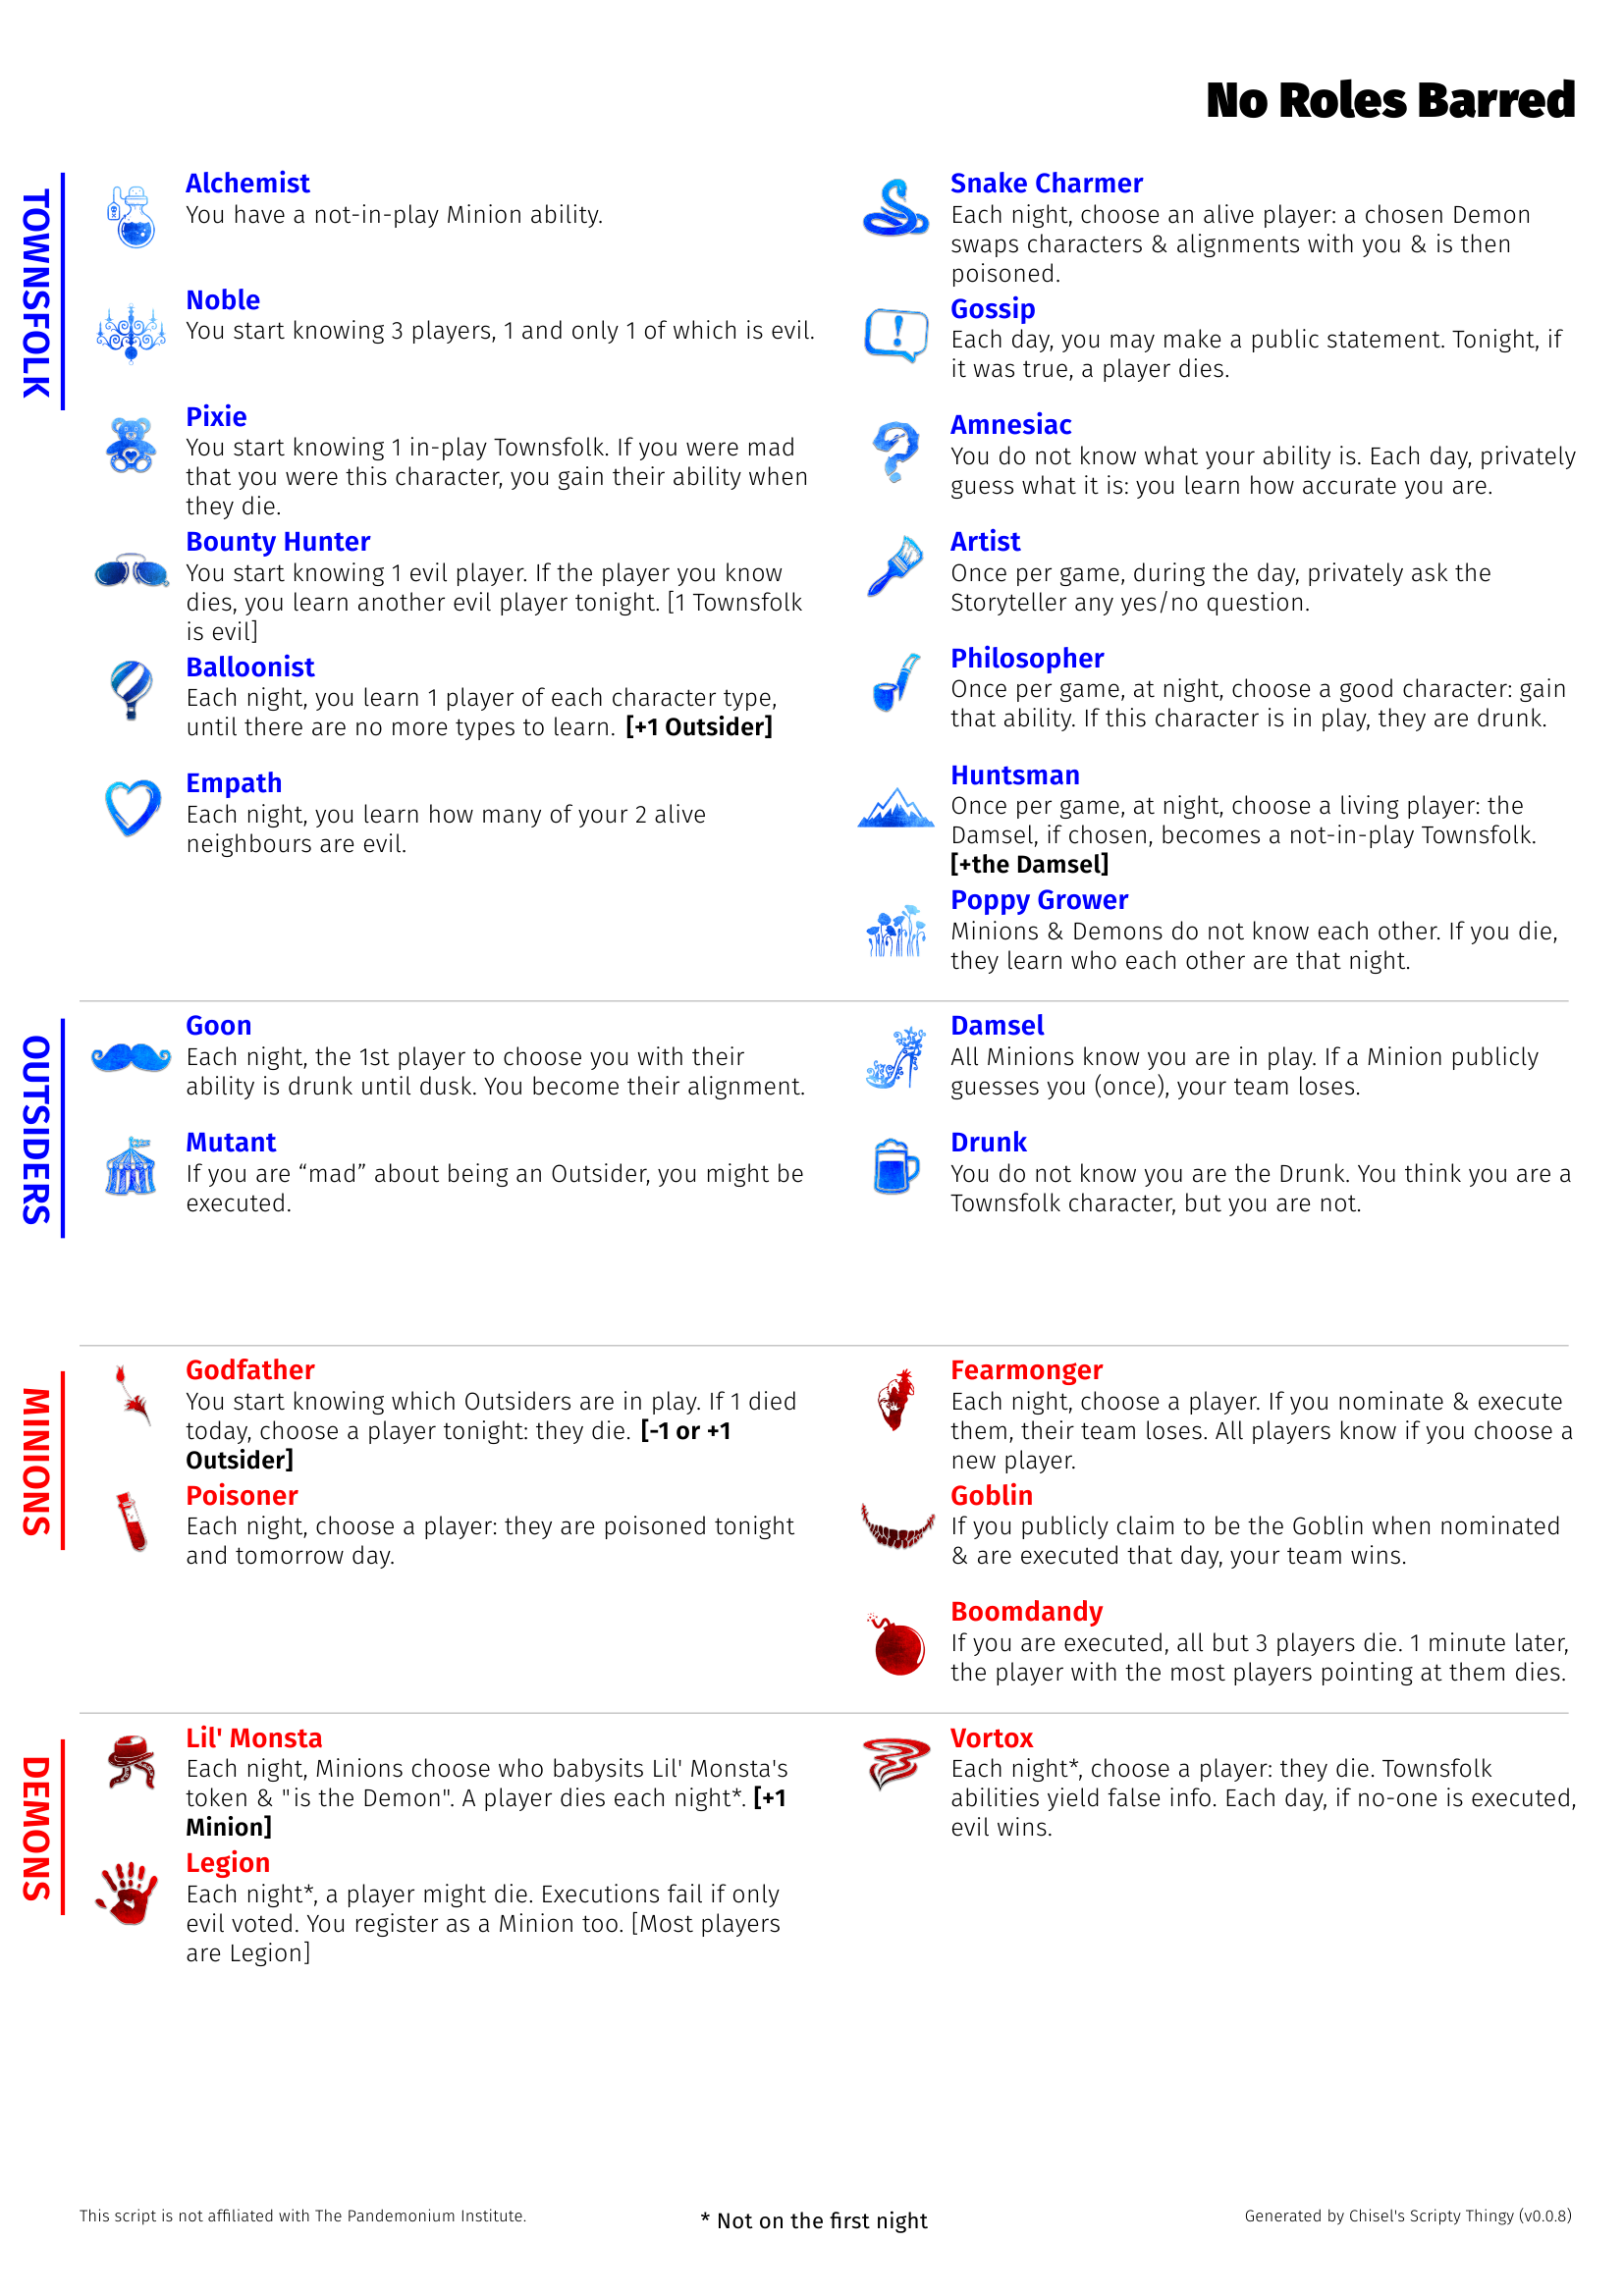 No Roles Barred
TOWNSFOLK
Alchemist
You have a not-in-play Minion ability.
Noble
You start knowing 3 players, 1 and only 1 of which is evil.
Pixie
You start knowing 1 in-play Townsfolk. If you were mad
that you were this character, you gain their ability when
they die.
Bounty Hunter
You start knowing 1 evil player. If the player you know
dies, you learn another evil player tonight. [1 Townsfolk
is evil]
Balloonist
Each night, you learn 1 player of each character type,
until there are no more types to learn. [+1 Outsider]
Empath
Each night, you learn how many of your 2 alive
neighbours are evil.
Snake Charmer
Each night, choose an alive player: a chosen Demon
swaps characters & alignments with you & is then
poisoned.
Gossip
Each day, you may make a public statement. Tonight, if
it was true, a player dies.
Amnesiac
You do not know what your ability is. Each day, privately
guess what it is: you learn how accurate you are.
Artist
Once per game, during the day, privately ask the
Storyteller any yes/no question.
Philosopher
Once per game, at night, choose a good character: gain
that ability. If this character is in play, they are drunk.
Huntsman
Once per game, at night, choose a living player: the
Damsel, if chosen, becomes a not-in-play Townsfolk.
[+the Damsel]
Poppy Grower
Minions & Demons do not know each other. If you die,
they learn who each other are that night.
OUTSIDERS
Goon
Each night, the 1st player to choose you with their
ability is drunk until dusk. You become their alignment.
Mutant
If you are “mad” about being an Outsider, you might be
executed.
Damsel
All Minions know you are in play. If a Minion publicly
guesses you (once), your team loses.
Drunk
You do not know you are the Drunk. You think you are a
Townsfolk character, but you are not.
MINIONS
Godfather
You start knowing which Outsiders are in play. If 1 died
today, choose a player tonight: they die. [-1 or +1
Outsider]
Poisoner
Each night, choose a player: they are poisoned tonight
and tomorrow day.
Fearmonger
Each night, choose a player. If you nominate & execute
them, their team loses. All players know if you choose a
new player.
Goblin
If you publicly claim to be the Goblin when nominated
& are executed that day, your team wins.
Boomdandy
If you are executed, all but 3 players die. 1 minute later,
the player with the most players pointing at them dies.
DEMONS
Lil' Monsta
Each night, Minions choose who babysits Lil' Monsta's
token & "is the Demon". A player dies each night*. [+1
Minion]
Legion
Each night*, a player might die. Executions fail if only
evil voted. You register as a Minion too. [Most players
are Legion]
Vortox
Each night*, choose a player: they die. Townsfolk
abilities yield false info. Each day, if no-one is executed,
evil wins.
This script is not affiliated with The Pandemonium Institute.
* Not on the first night
Generated by Chisel's Scripty Thingy (v0.0.8)